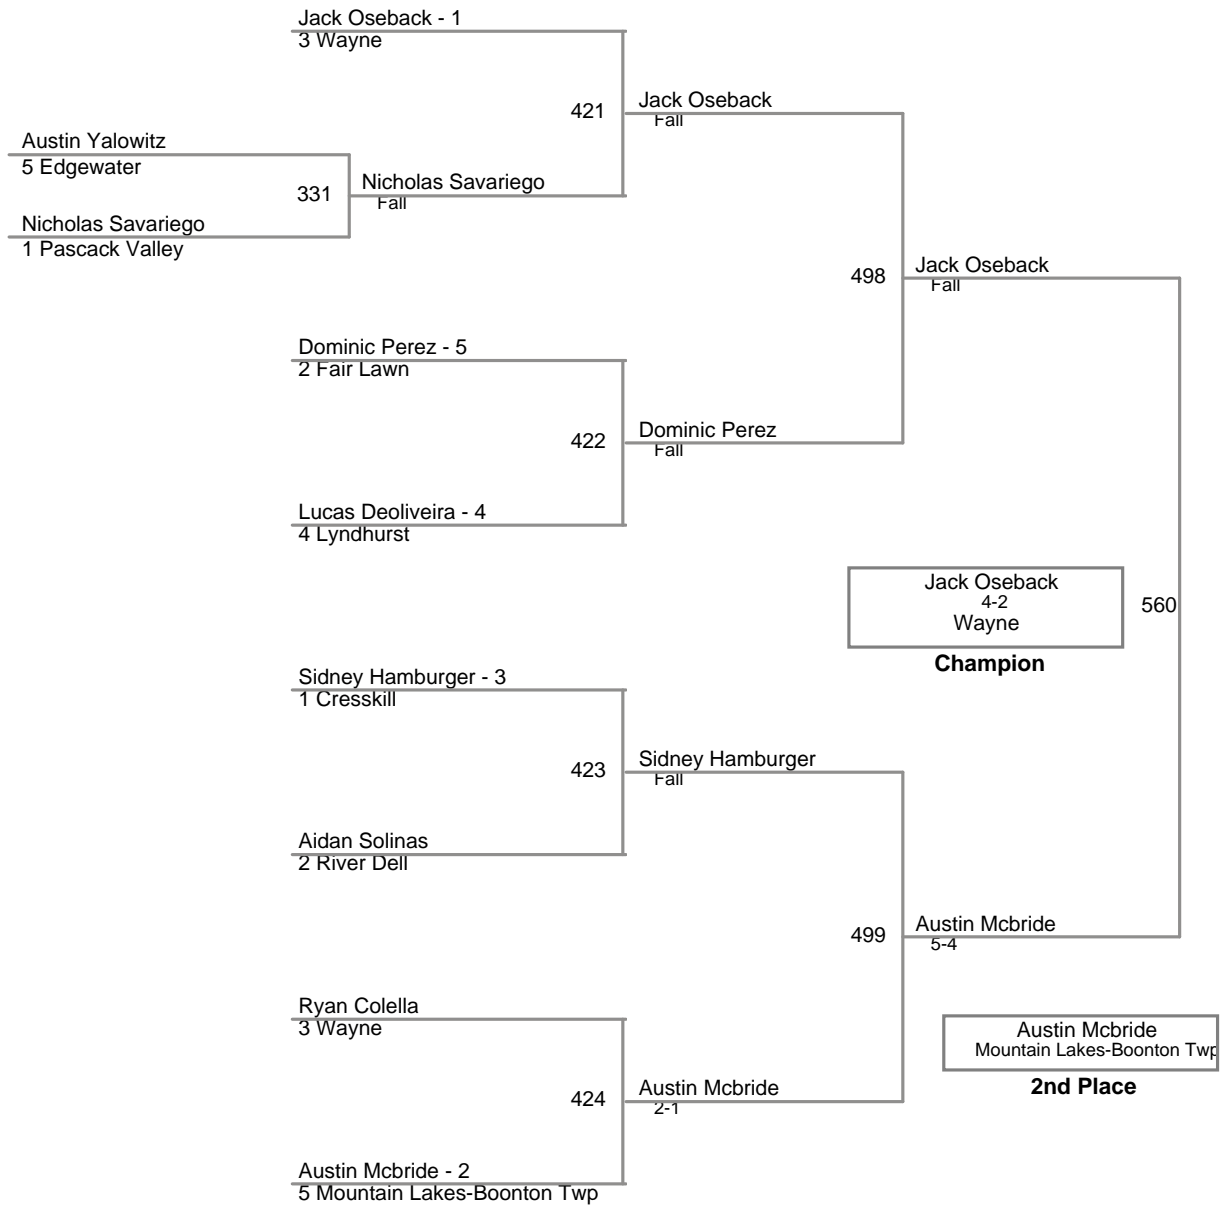 Jack Oseback - 1
3 Wayne
421
Jack Oseback
Fall
Austin Yalowitz
5 Edgewater
331
Nicholas Savariego
Fall
Nicholas Savariego
1 Pascack Valley
498
Jack Oseback
Fall
Dominic Perez - 5
2 Fair Lawn
422
Dominic Perez
Fall
Lucas Deoliveira - 4
4 Lyndhurst
Jack Oseback
4-2
Wayne
560
Champion
Sidney Hamburger - 3
1 Cresskill
423
Sidney Hamburger
Fall
Aidan Solinas
2 River Dell
499
Austin Mcbride
5-4
Ryan Colella
3 Wayne
Austin Mcbride
Mountain Lakes-Boonton Twp
2nd Place
424
Austin Mcbride
2-1
Austin Mcbride - 2
5 Mountain Lakes-Boonton Twp